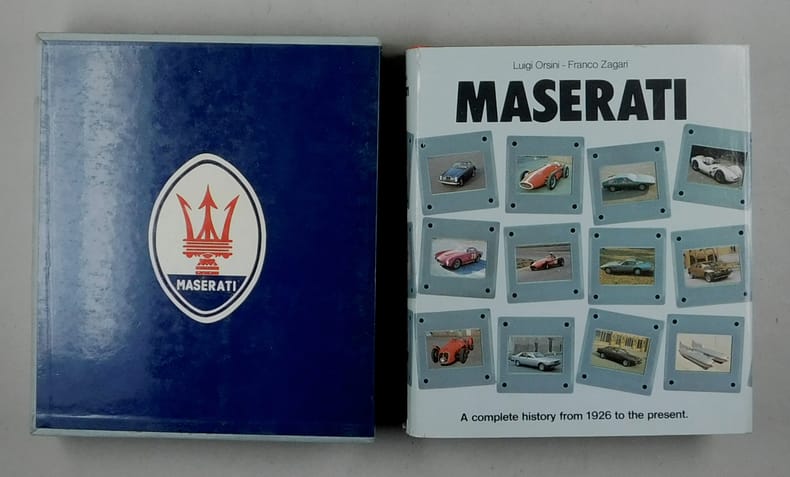 MASERATI
Luigi Orsini - Franco Zagari
MASERATI
A complete history from 1926 to the present.